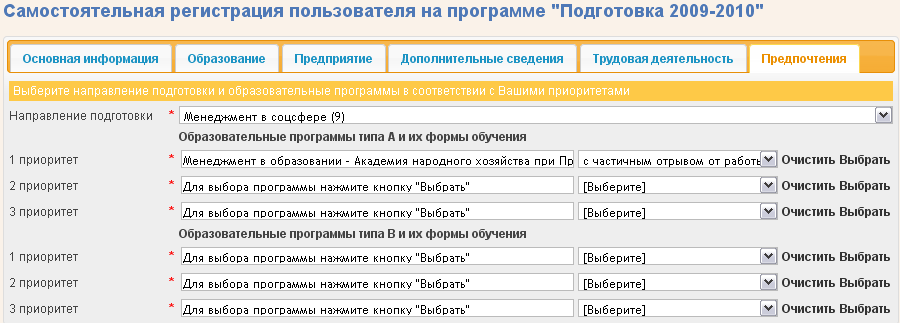 Самостоятельная регистрация пользователя на программе "Подготовка 2009-2010"
Основная информация Образование Предприятие Дополнительные сведения Трудовая деятельность Предпочтения
Выберите направление подготовки и образовательные программы в соответствии с Вашими приоритетами
Направление подготовки * Менеджмент в соцсфере (9)
Образовательные программы типа А и их формы обучения
1 приоритет * Менеджмент в образовании - Академия народного хозяйства при Пр с частичным отрывом от работы Очистить Выбрать
2 приоритет * Для выбора программы нажмите кнопку "Выбрать" [Выберите] Очистить Выбрать
3 приоритет * Для выбора программы нажмите кнопку "Выбрать" [Выберите] Очистить Выбрать
Образовательные программы типа В и их формы обучения
1 приоритет * Для выбора программы нажмите кнопку "Выбрать" [Выберите] Очистить Выбрать
2 приоритет * Для выбора программы нажмите кнопку "Выбрать" [Выберите] Очистить Выбрать
3 приоритет * Для выбора программы нажмите кнопку "Выбрать" [Выберите] Очистить Выбрать